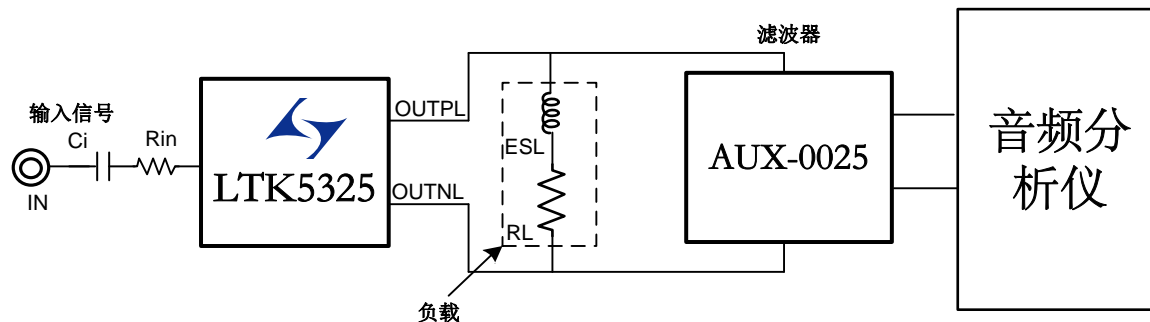 输入信号
Ci
Rin
IN
LTK5325
OUTPL
OUTNL
ESL
RL
负载
滤波器
AUX-0025
音频分
析仪